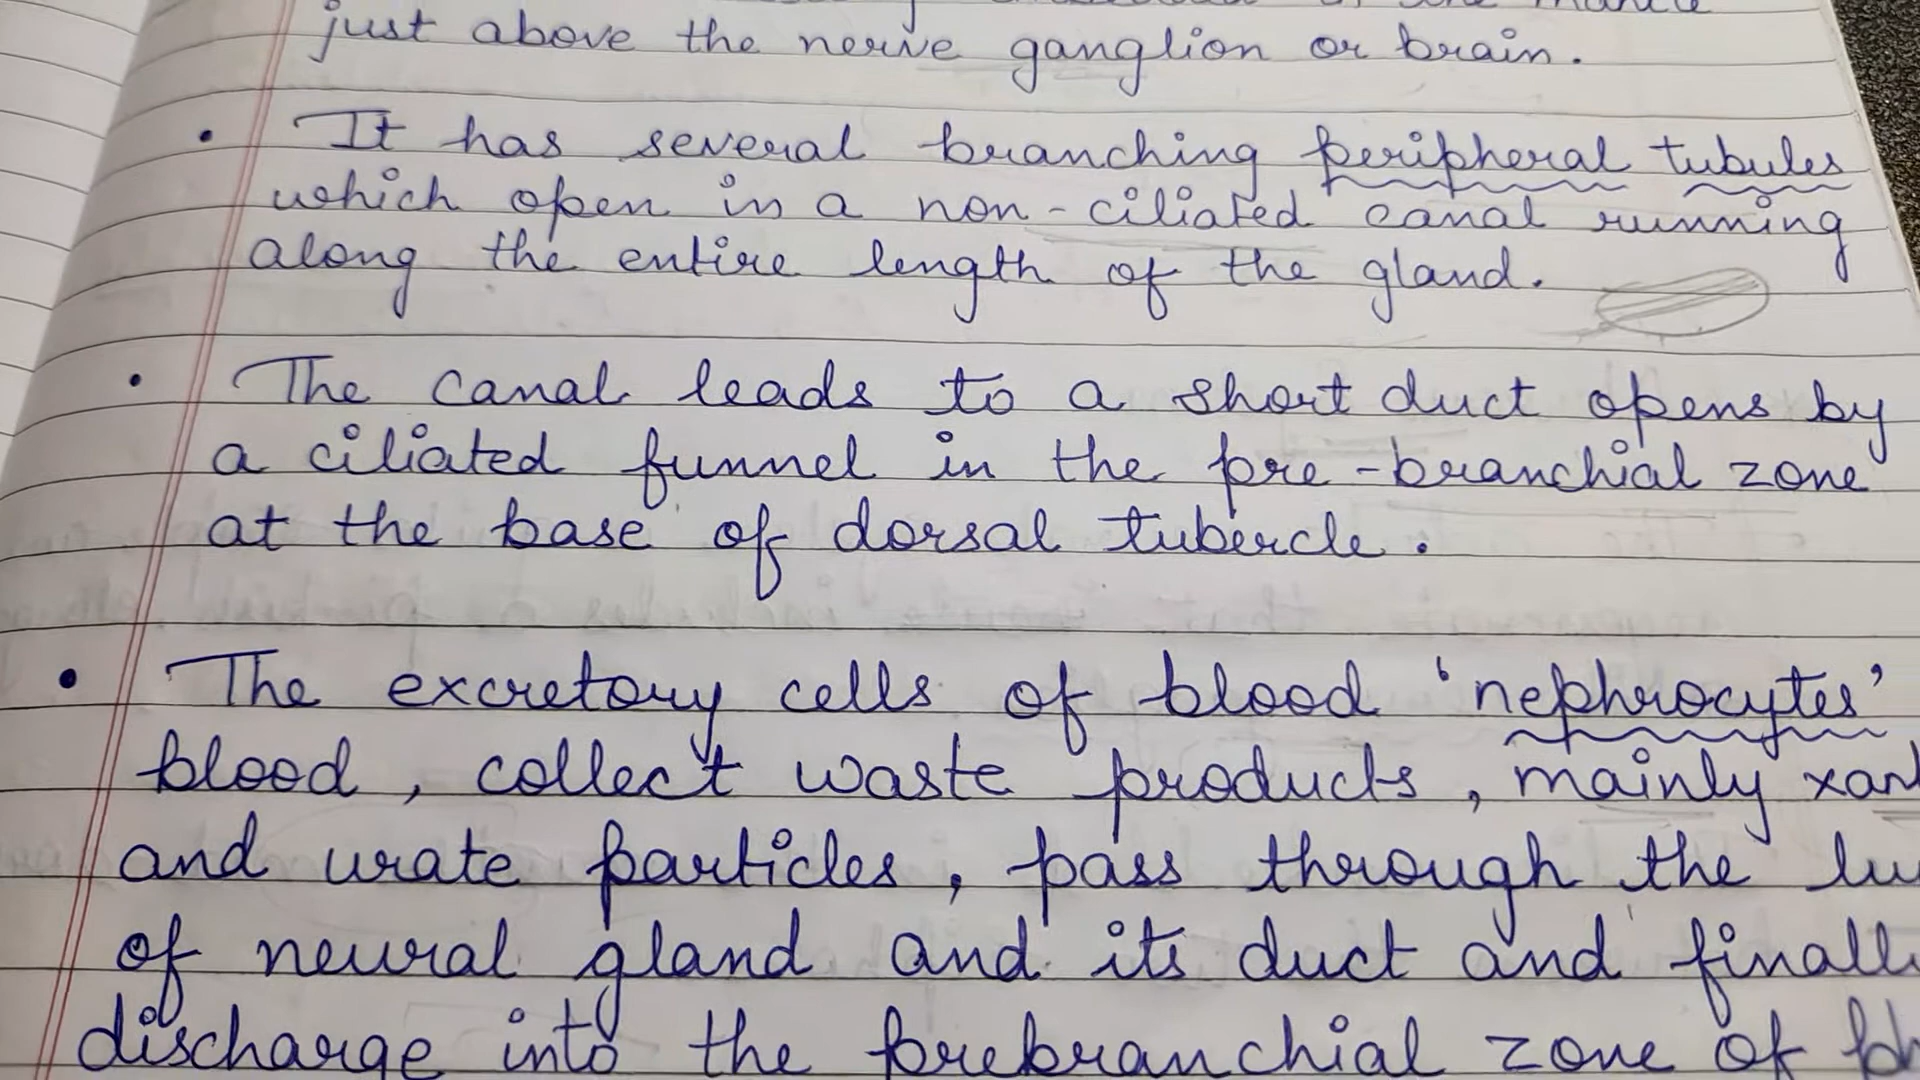 just above the nerve ganglion or brain.
• It has several branching peripheral tubules
which open in a non-ciliated canal running
along the entire length of the gland.
• The canal leads to a short duct opens by
a ciliated funnel in the pre-branchial zone
at the base of dorsal tubercle.
• The excretory cells of blood 'nephrocytes'
blood, collect waste products, mainly
and urate particles, pass through the
of neural gland and its duct and
discharge into the prebranchial zone of